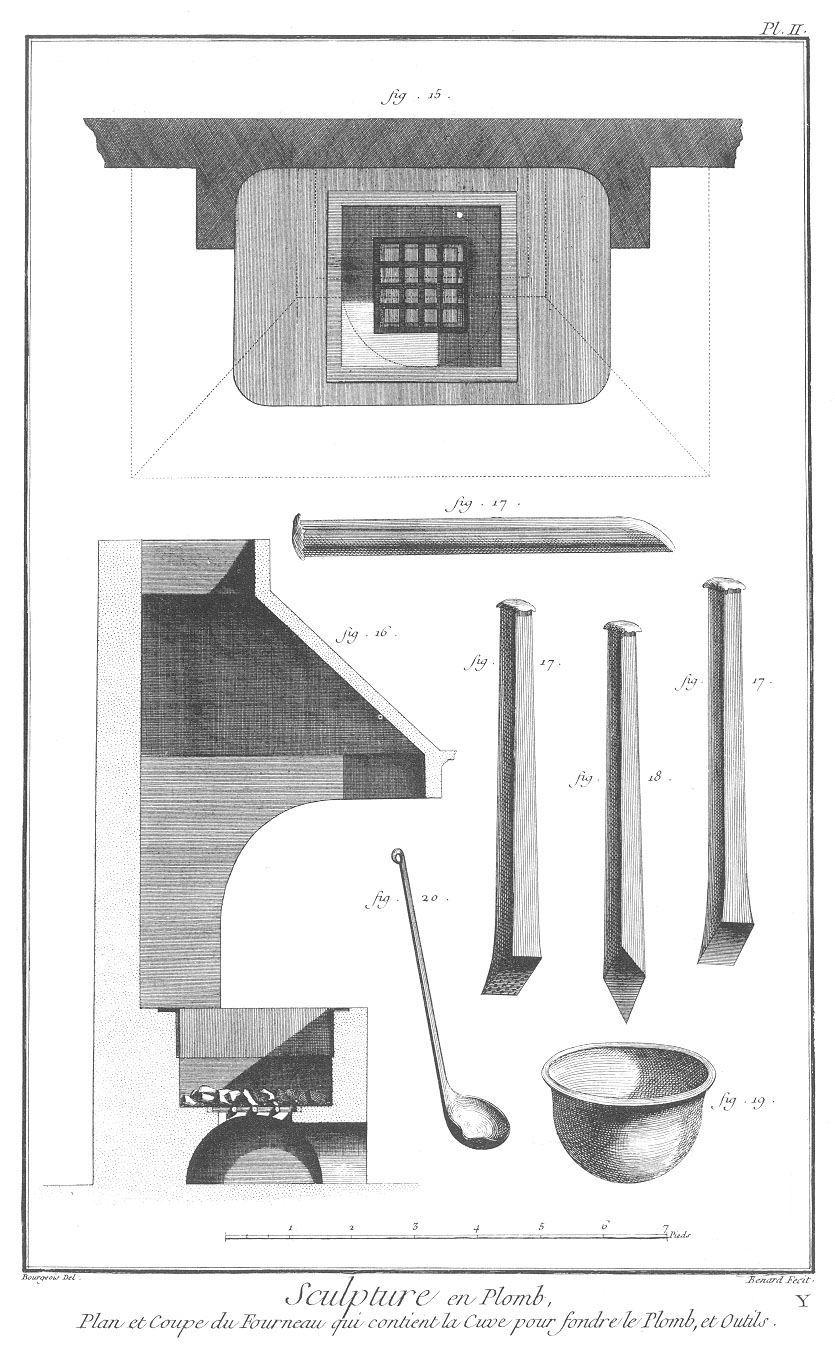 Pl. II.
fig. 15.
fig. 17.
fig. 16.
fig. 17.
fig. 17.
fig. 18.
fig. 20.
fig. 19.
1 2 3 4 5 6 7 Pieds
Bourgeois Del. Benard Fecit.
Sculpture en Plomb, Y
Plan et Coupe du Fourneau qui contient la Cuve pour fondre le Plomb, et Outils.